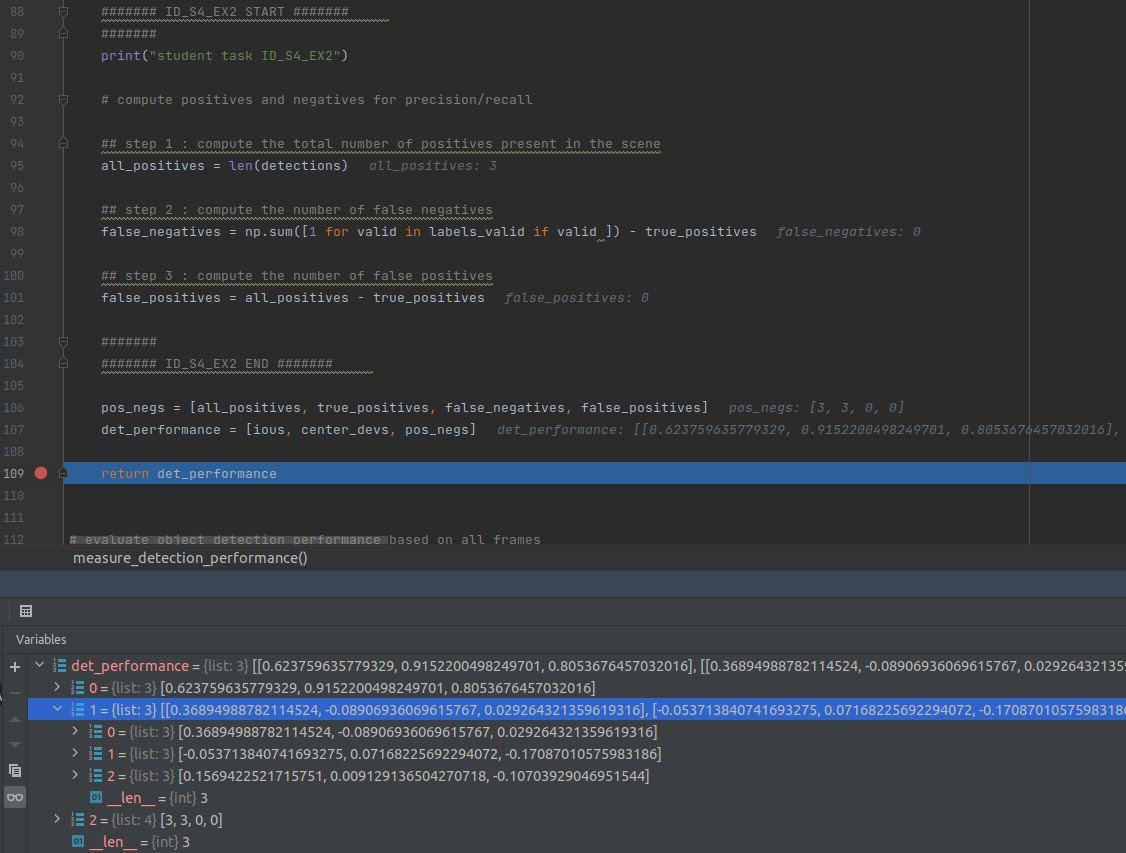 88 ####### ID_S4_EX2 START #######
89 #######
90 print("student task ID_S4_EX2")
91
92 # compute positives and negatives for precision/recall
93
94 ## step 1 : compute the total number of positives present in the scene
95 all_positives = len(detections) all_positives: 3
96
97 ## step 2 : compute the number of false negatives
98 false_negatives = np.sum([1 for valid in labels_valid if valid ]) - true_positives false_negatives: 0
99
100 ## step 3 : compute the number of false positives
101 false_positives = all_positives - true_positives false_positives: 0
102
103 #######
104 ####### ID_S4_EX2 END #######
105
106 pos_negs = [all_positives, true_positives, false_negatives, false_positives] pos_negs: [3, 3, 0, 0]
107 det_performance = [ious, center_devs, pos_negs] det_performance: [[0.623759635779329, 0.9152200498249701, 0.8053676457032016],
108
109 return det_performance
110
111
112 # evaluate object detection performance based on all frames
measure_detection_performance()
Variables
det_performance = {list: 3} [[0.623759635779329, 0.9152200498249701, 0.8053676457032016], [[0.36894988782114524, -0.08906936069615767, 0.0292643213596
0 = {list: 3} [0.623759635779329, 0.9152200498249701, 0.8053676457032016]
1 = {list: 3} [[0.36894988782114524, -0.08906936069615767, 0.029264321359619316], [-0.053713840741693275, 0.07168225692294072, -0.1708701057598318
0 = {list: 3} [0.36894988782114524, -0.08906936069615767, 0.029264321359619316]
1 = {list: 3} [-0.053713840741693275, 0.07168225692294072, -0.17087010575983186]
2 = {list: 3} [0.1569422521715751, 0.009129136504270718, -0.10703929046951544]
01 __len__ = {int} 3
2 = {list: 4} [3, 3, 0, 0]
01 __len__ = {int} 3